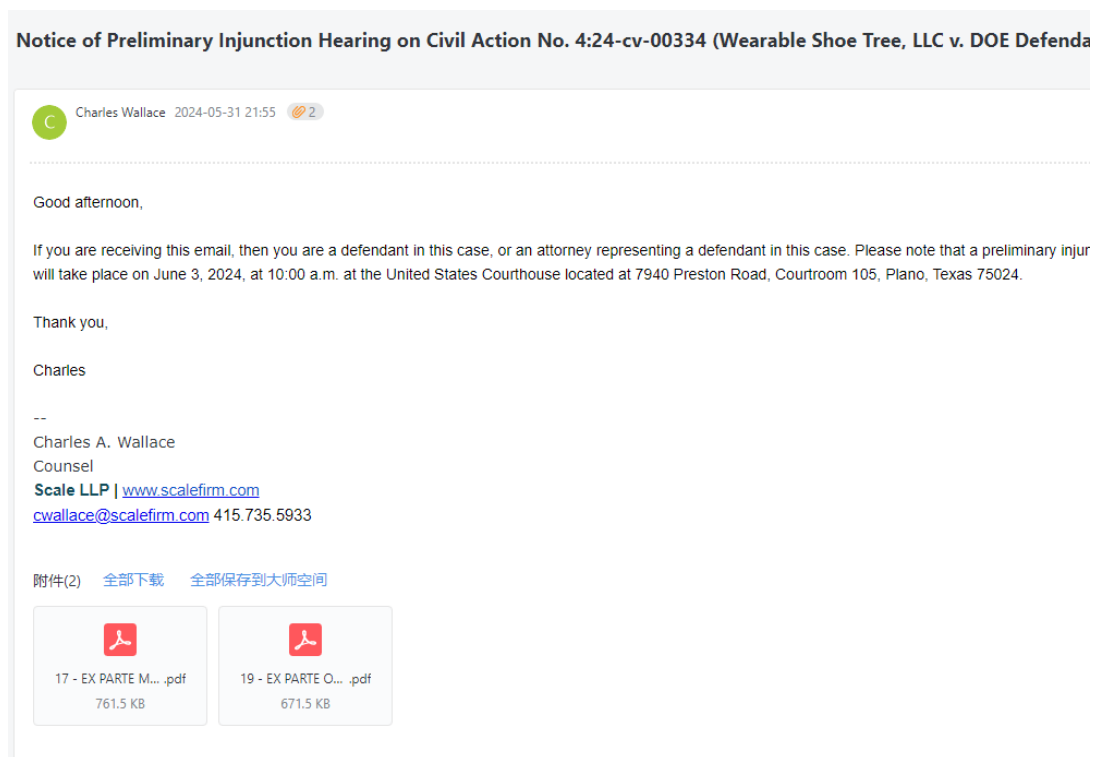 Notice of Preliminary Injunction Hearing on Civil Action No. 4:24-cv-00334 (Wearable Shoe Tree, LLC v. DOE Defenda
C
Charles Wallace 2024-05-31 21:55 2
Good afternoon,
If you are receiving this email, then you are a defendant in this case, or an attorney representing a defendant in this case. Please note that a preliminary injur
will take place on June 3, 2024, at 10:00 a.m. at the United States Courthouse located at 7940 Preston Road, Courtroom 105, Plano, Texas 75024.
Thank you,
Charles
--
Charles A. Wallace
Counsel
Scale LLP | www.scalefirm.com
cwallace@scalefirm.com 415.735.5933
附件(2) 全部下载 全部保存到大师空间
17 - EX PARTE M... .pdf 19 - EX PARTE O... .pdf
761.5 KB 671.5 KB